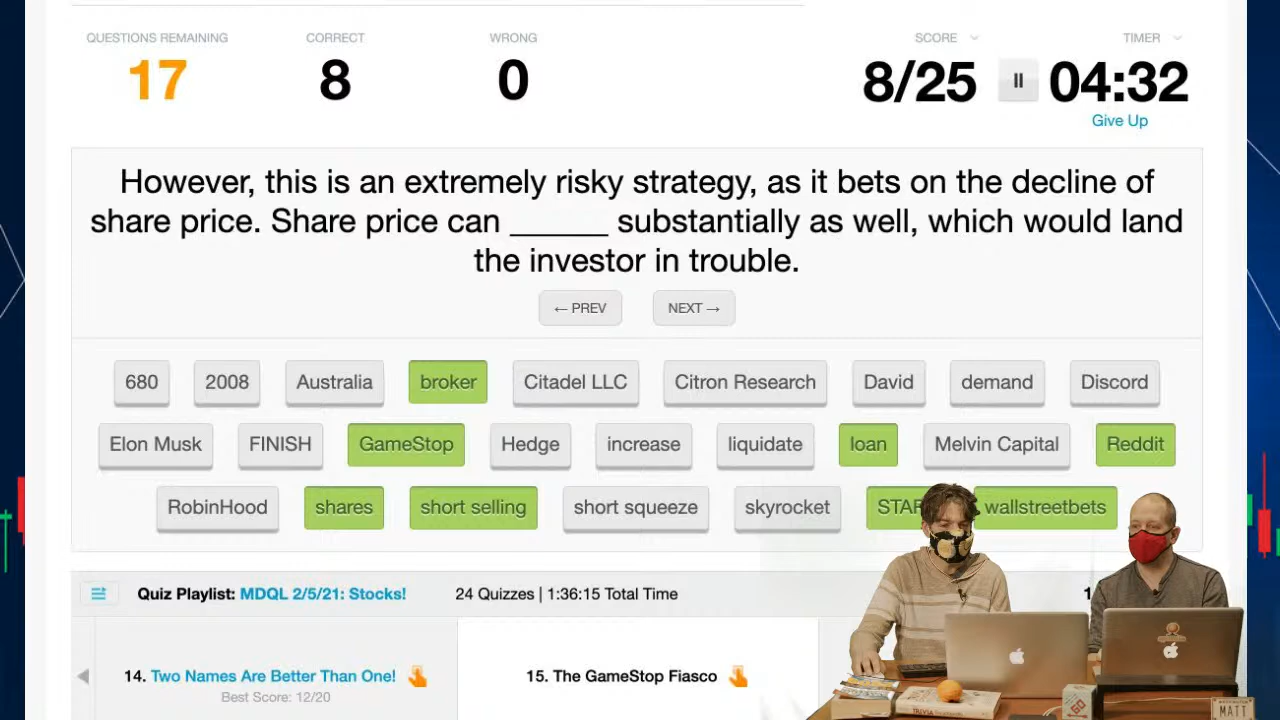 QUESTIONS REMAINING CORRECT WRONG SCORE TIMER
17 8 0 8/25 04:32
Give Up
However, this is an extremely risky strategy, as it bets on the decline of
share price. Share price can ______ substantially as well, which would land
the investor in trouble.
← PREV NEXT →
680 2008 Australia broker Citadel LLC Citron Research David demand Discord
Elon Musk FINISH GameStop Hedge increase liquidate loan Melvin Capital Reddit
RobinHood shares short selling short squeeze skyrocket STAR wallstreetbets
Quiz Playlist: MDQL 2/5/21: Stocks! 24 Quizzes | 1:36:15 Total Time 1
14. Two Names Are Better Than One! 15. The GameStop Fiasco
Best Score: 12/20
TRIVIA
MATT